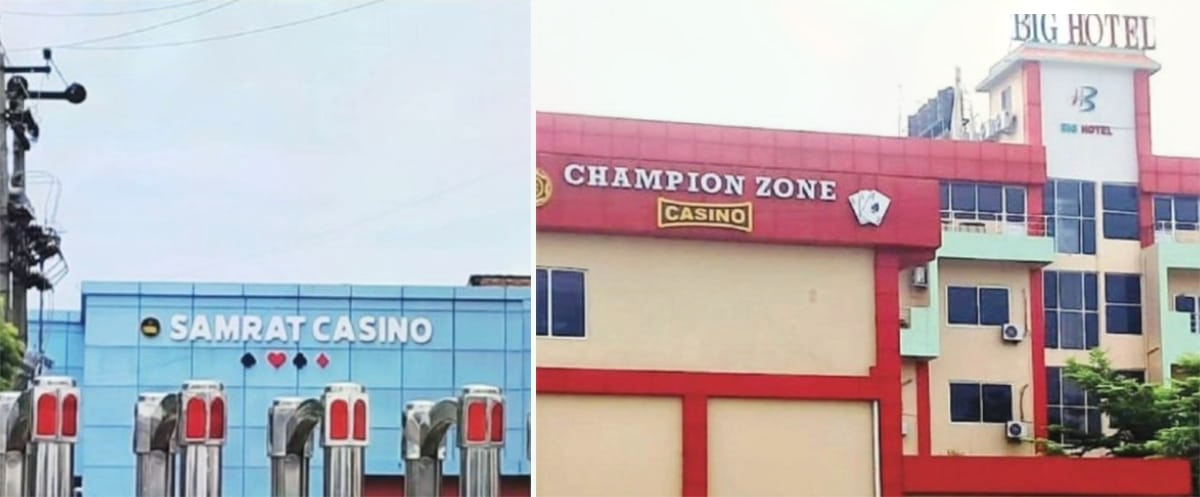 SAMRAT CASINO
BIG HOTEL
BIG HOTEL
CHAMPION ZONE
CASINO